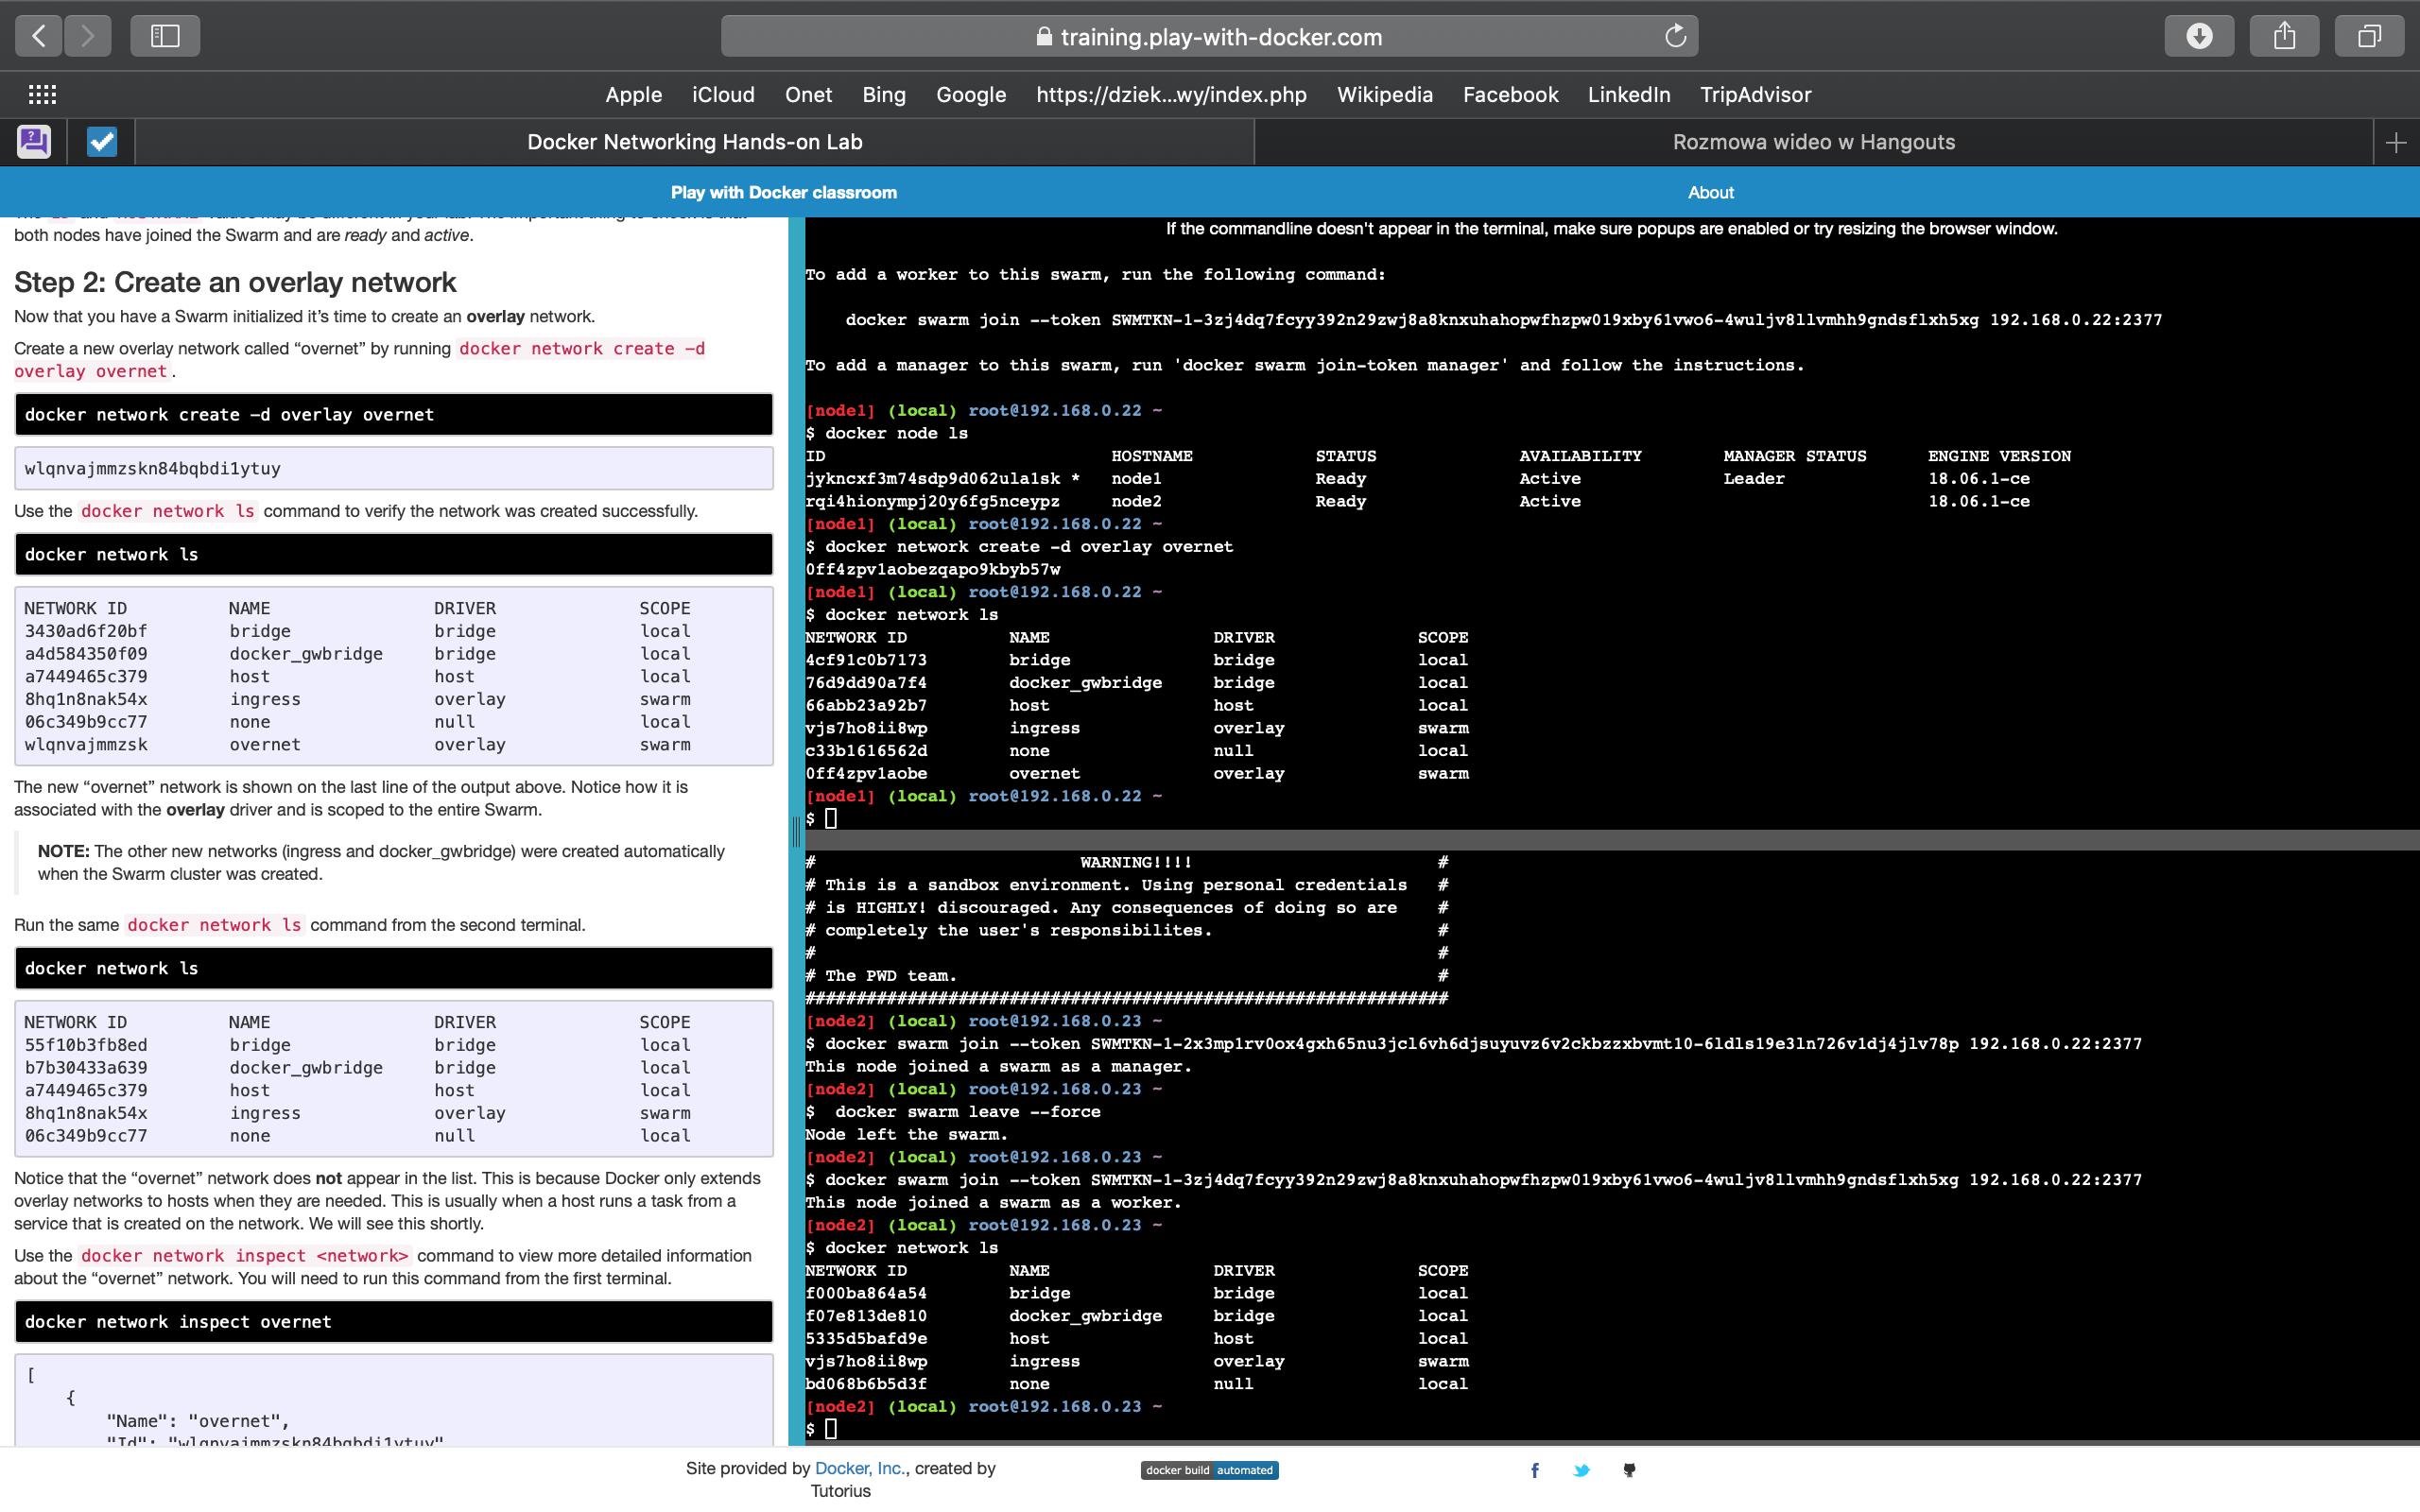 training.play-with-docker.com
Apple iCloud Onet Bing Google https://dziek...wy/index.php Wikipedia Facebook LinkedIn TripAdvisor
Docker Networking Hands-on Lab
Rozmowa wideo w Hangouts
Play with Docker classroom
About
both nodes have joined the Swarm and are ready and active.
Step 2: Create an overlay network
Now that you have a Swarm initialized it’s time to create an overlay network.
Create a new overlay network called “overnet” by running docker network create -d
overlay overnet.
docker network create -d overlay overnet
wlqnvajmmzskn84bqbdi1ytuy
Use the docker network ls command to verify the network was created successfully.
docker network ls
NETWORK ID NAME DRIVER SCOPE
3430ad6f20bf bridge bridge local
a4d584350f09 docker_gwbridge bridge local
a7449465c379 host host local
8hq1n8nak54x ingress overlay swarm
06c349b9cc77 none null local
wlqnvajmmzsk overnet overlay swarm
The new “overnet” network is shown on the last line of the output above. Notice how it is
associated with the overlay driver and is scoped to the entire Swarm.
NOTE: The other new networks (ingress and docker_gwbridge) were created automatically
when the Swarm cluster was created.
Run the same docker network ls command from the second terminal.
docker network ls
NETWORK ID NAME DRIVER SCOPE
55f10b3fb8ed bridge bridge local
b7b30433a639 docker_gwbridge bridge local
a7449465c379 host host local
8hq1n8nak54x ingress overlay swarm
06c349b9cc77 none null local
Notice that the “overnet” network does not appear in the list. This is because Docker only extends
overlay networks to hosts when they are needed. This is usually when a host runs a task from a
service that is created on the network. We will see this shortly.
Use the docker network inspect <network> command to view more detailed information
about the “overnet” network. You will need to run this command from the first terminal.
docker network inspect overnet
[
{
"Name": "overnet",
"Id": "wlqnvajmmzskn84bqbdi1ytuy"
If the commandline doesn't appear in the terminal, make sure popups are enabled or try resizing the browser window.
To add a worker to this swarm, run the following command:
docker swarm join --token SWMTKN-1-3zj4dq7fcyy392n29zwj8a8knxuhahopwfhzpw019xby61vwo6-4wuljv8llvmhh9gndsflxh5xg 192.168.0.22:2377
To add a manager to this swarm, run 'docker swarm join-token manager' and follow the instructions.
[node1] (local) root@192.168.0.22 ~
$ docker node ls
ID HOSTNAME STATUS AVAILABILITY MANAGER STATUS ENGINE VERSION
jykncxf3m74sdp9d062ula1sk * node1 Ready Active Leader 18.06.1-ce
rqi4hionympj20y6fg5nceypz node2 Ready Active 18.06.1-ce
[node1] (local) root@192.168.0.22 ~
$ docker network create -d overlay overnet
0ff4zpv1aobezqapo9kbyb57w
[node1] (local) root@192.168.0.22 ~
$ docker network ls
NETWORK ID NAME DRIVER SCOPE
4cf91c0b7173 bridge bridge local
76d9dd90a7f4 docker_gwbridge bridge local
66abb23a92b7 host host local
vjs7ho8ii8wp ingress overlay swarm
c33b1616562d none null local
0ff4zpv1aobe overnet overlay swarm
[node1] (local) root@192.168.0.22 ~
$
# WARNING!!!! #
# This is a sandbox environment. Using personal credentials #
# is HIGHLY! discouraged. Any consequences of doing so are #
# completely the user's responsibilites. #
# #
# The PWD team. #
###############################################################
[node2] (local) root@192.168.0.23 ~
$ docker swarm join --token SWMTKN-1-2x3mp1rv0ox4gxh65nu3jcl6vh6djsuyuvz6v2ckbzzxbvmt10-6ldls19e3ln726v1dj4jlv78p 192.168.0.22:2377
This node joined a swarm as a manager.
[node2] (local) root@192.168.0.23 ~
$ docker swarm leave --force
Node left the swarm.
[node2] (local) root@192.168.0.23 ~
$ docker swarm join --token SWMTKN-1-3zj4dq7fcyy392n29zwj8a8knxuhahopwfhzpw019xby61vwo6-4wuljv8llvmhh9gndsflxh5xg 192.168.0.22:2377
This node joined a swarm as a worker.
[node2] (local) root@192.168.0.23 ~
$ docker network ls
NETWORK ID NAME DRIVER SCOPE
f000ba864a54 bridge bridge local
f07e813de810 docker_gwbridge bridge local
5335d5bafd9e host host local
vjs7ho8ii8wp ingress overlay swarm
bd068b6b5d3f none null local
[node2] (local) root@192.168.0.23 ~
$
Site provided by Docker, Inc., created by
Tutorius
docker build automated